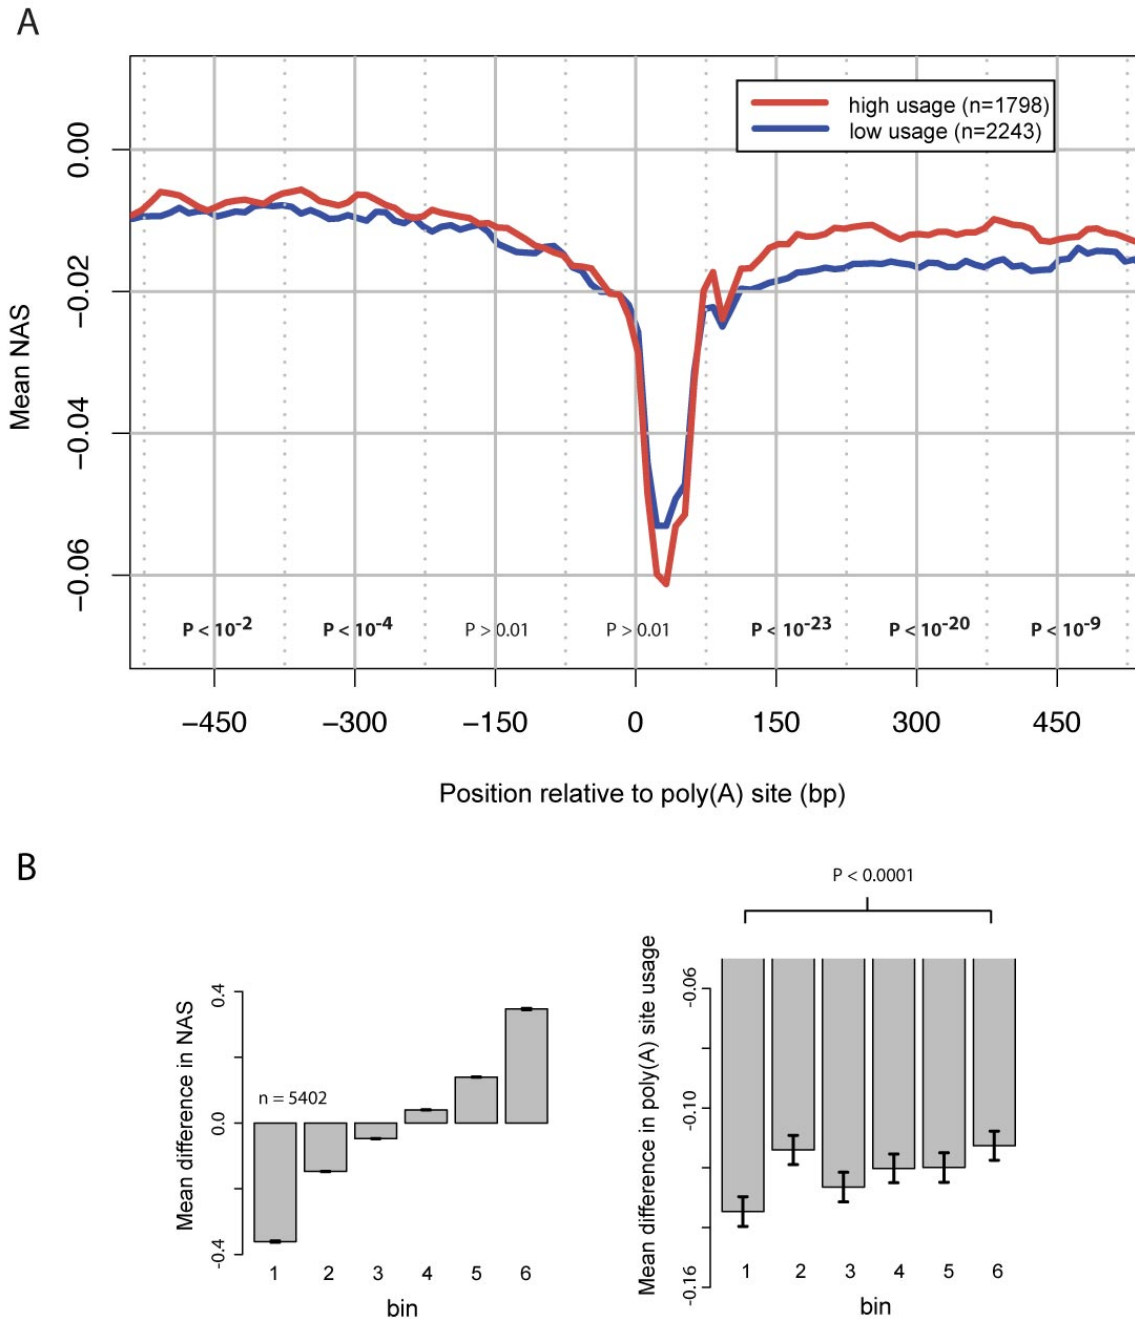 A
high usage (n=1798)
low usage (n=2243)
Mean NAS
0.00
−0.02
−0.04
−0.06
P < 10-2
P < 10-4
P > 0.01
P > 0.01
P < 10-23
P < 10-20
P < 10-9
−450
−300
−150
0
150
300
450
Position relative to poly(A) site (bp)
B
Mean difference in NAS
0.4
0.0
-0.4
n = 5402
1 2 3 4 5 6
bin
P < 0.0001
Mean difference in poly(A) site usage
-0.06
-0.10
-0.16
1 2 3 4 5 6
bin